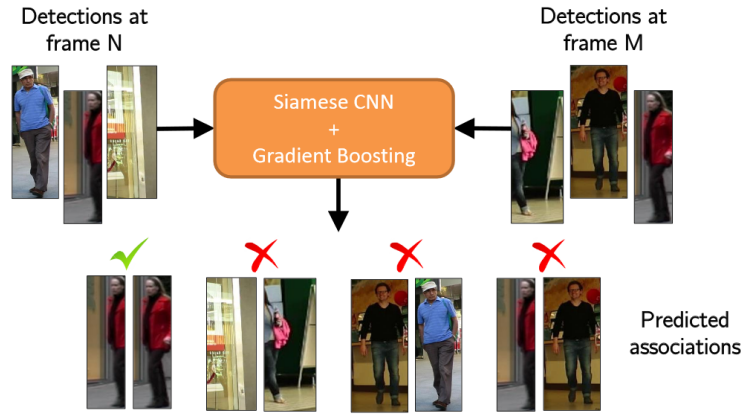 Detections at
frame N
Detections at
frame M
Siamese CNN
+
Gradient Boosting
Predicted
associations